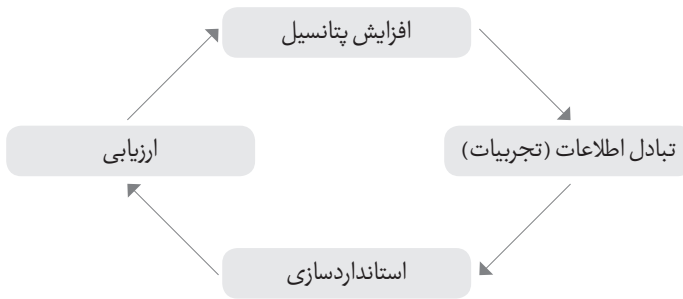 افزایش پتانسیل
تبادل اطلاعات (تجربیات)
ارزیابی
استانداردسازی